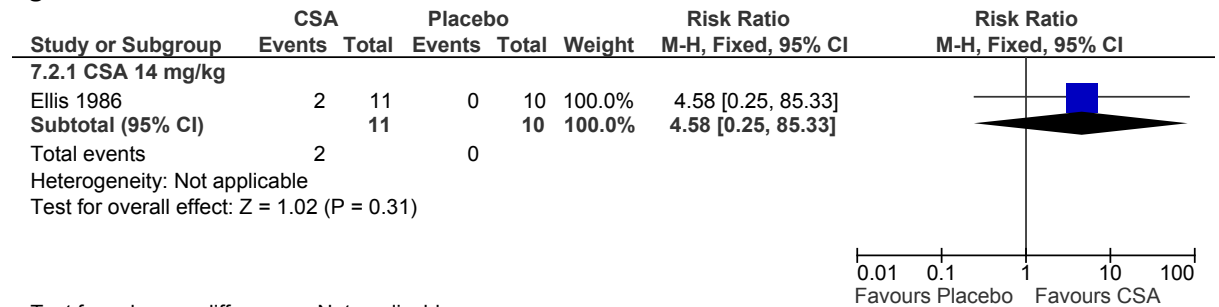 CSA Placebo Risk Ratio Risk Ratio
Study or Subgroup Events Total Events Total Weight M-H, Fixed, 95% CI M-H, Fixed, 95% CI
7.2.1 CSA 14 mg/kg
Ellis 1986 2 11 0 10 100.0% 4.58 [0.25, 85.33]
Subtotal (95% CI) 11 10 100.0% 4.58 [0.25, 85.33]
Total events 2 0
Heterogeneity: Not applicable
Test for overall effect: Z = 1.02 (P = 0.31)
0.01 0.1 1 10 100
Favours Placebo Favours CSA